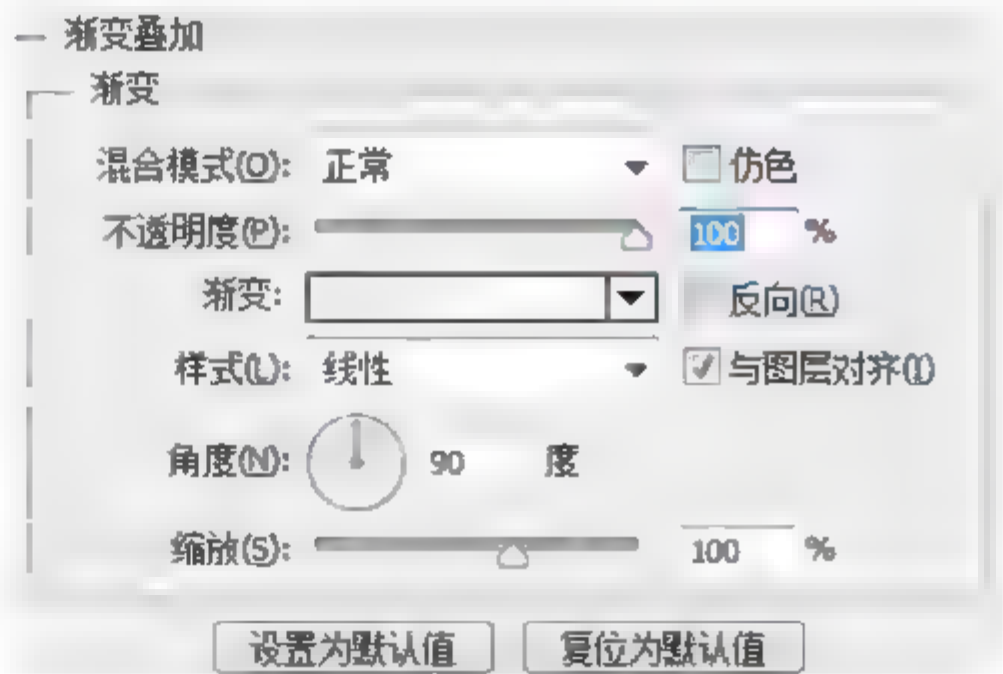 渐变叠加
渐变
混合模式(O): 正常 仿色
不透明度(P): 100 %
渐变: 反向(R)
样式(L): 线性 与图层对齐(I)
角度(N): 90 度
缩放(S): 100 %
设置为默认值 复位为默认值